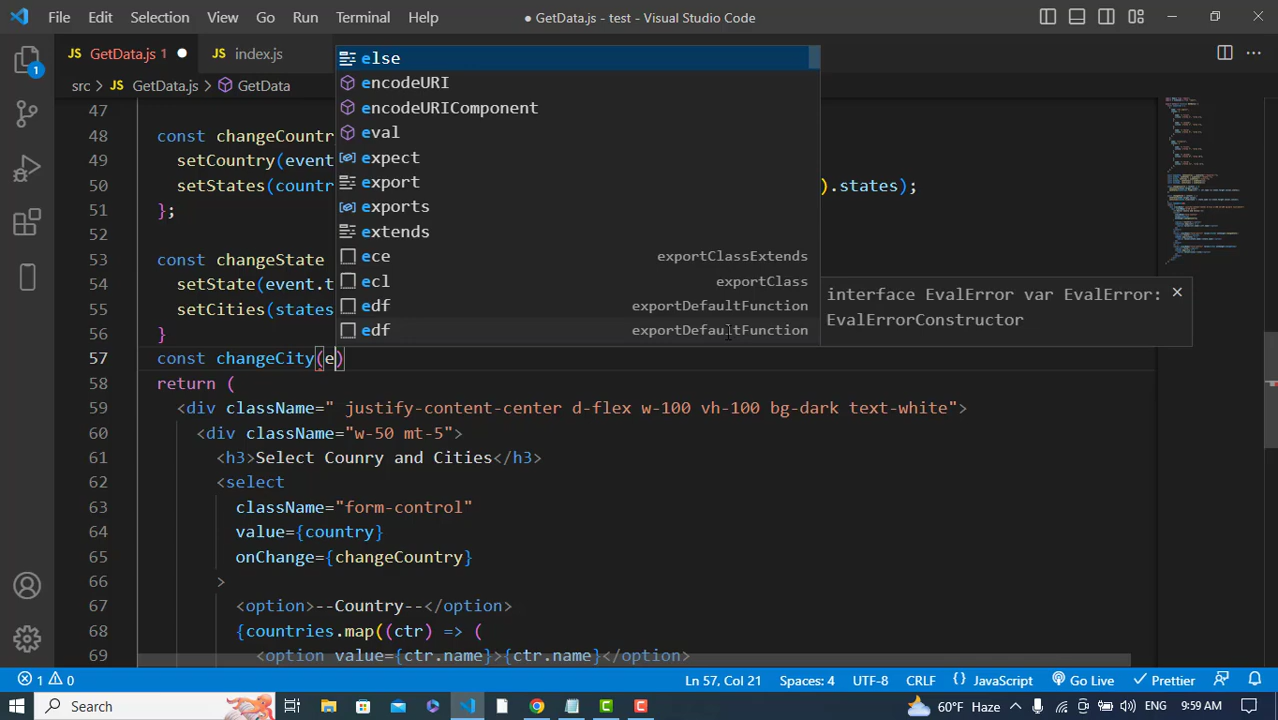 File Edit Selection View Go Run Terminal Help ● GetData.js - test - Visual Studio Code
JS GetData.js 1 ● JS index.js
src > JS GetData.js > GetData
else
encodeURI
encodeURIComponent
eval
expect
export
exports
extends
ece exportClassExtends
ecl exportClass
edf exportDefaultFunction
edf exportDefaultFunction
interface EvalError var EvalError:
EvalErrorConstructor
47
48 const changeCountr
49 setCountry(event
50 setStates(countr ).states);
51 };
52
53 const changeState
54 setState(event.t
55 setCities(states
56 }
57 const changeCity(e)
58 return (
59 <div className=" justify-content-center d-flex w-100 vh-100 bg-dark text-white">
60 <div className="w-50 mt-5">
61 <h3>Select Counry and Cities</h3>
62 <select
63 className="form-control"
64 value={country}
65 onChange={changeCountry}
66 >
67 <option>--Country--</option>
68 {countries.map((ctr) => (
69 <option value={ctr.name}>{ctr.name}</option>
1 0 Ln 57, Col 21 Spaces: 4 UTF-8 CRLF {} JavaScript Go Live Prettier
Search 60°F Haze 9:59 AM